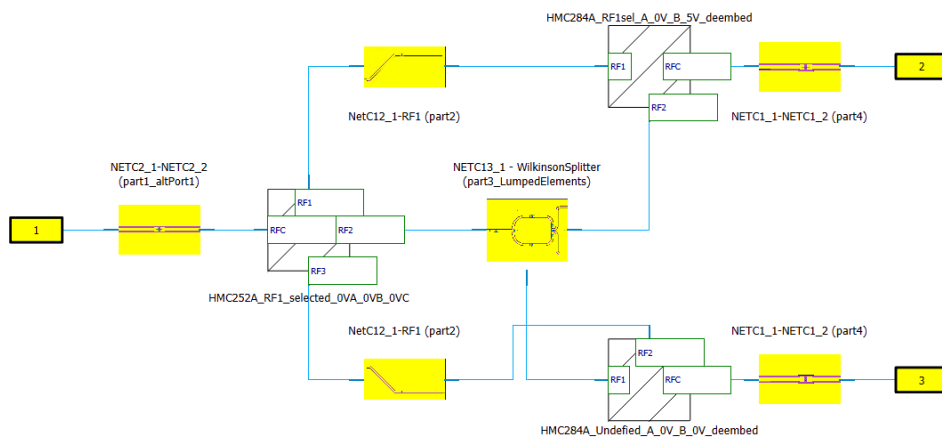 HMC284A_RF1sel_A_0V_B_5V_deembed
RF1
RFC
2
RF2
NetC12_1-RF1 (part2)
NETC1_1-NETC1_2 (part4)
NETC2_1-NETC2_2
(part1_altPort1)
NETC13_1 - WilkinsonSplitter
(part3_LumpedElements)
RF1
1
RFC
RF2
RF3
HMC252A_RF1_selected_0VA_0VB_0VC
NetC12_1-RF1 (part2)
NETC1_1-NETC1_2 (part4)
RF2
RF1
RFC
3
HMC284A_Undefied_A_0V_B_0V_deembed